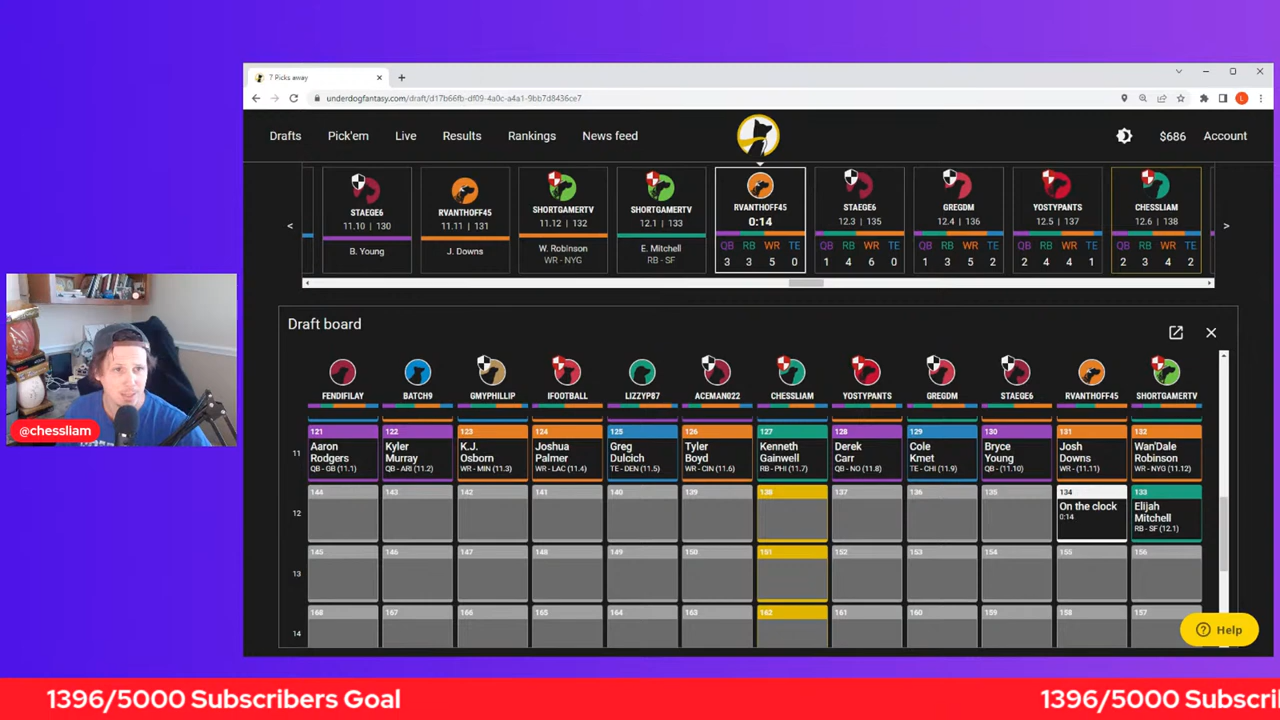 7 Picks away
underdogfantasy.com/draft/d17b66fb-df09-4a0c-a4a1-9bb7d8436ce7
Drafts Pick'em Live Results Rankings News feed $686 Account
STAEGE6 RVANTHOFF45 SHORTGAMERTV SHORTGAMERTV RVANTHOFF45 STAEGE6 GREGDM YOSTYPANTS CHESSLIAM
11.10 | 130 11.11 | 131 11.12 | 132 12.1 | 133 0:14 12.3 | 135 12.4 | 136 12.5 | 137 12.6 | 138
B. Young J. Downs W. Robinson E. Mitchell QB RB WR TE QB RB WR TE QB RB WR TE QB RB WR TE QB RB WR TE
WR - NYG RB - SF 3 3 5 0 1 4 6 0 1 3 5 2 2 4 4 1 2 3 4 2
< >
Draft board
FENDIFILAY BATCH9 GMYPHILLIP IFOOTBALL LIZZYP87 ACEMAN022 CHESSLIAM YOSTYPANTS GREGDM STAEGE6 RVANTHOFF45 SHORTGAMERTV
121 122 123 124 125 126 127 128 129 130 131 132
11 Aaron Kyler K.J. Joshua Greg Tyler Kenneth Derek Cole Bryce Josh Wan'Dale
Rodgers Murray Osborn Palmer Dulcich Boyd Gainwell Carr Kmet Young Downs Robinson
QB - GB (11.1) QB - ARI (11.2) WR - MIN (11.3) WR - LAC (11.4) TE - DEN (11.5) WR - CIN (11.6) RB - PHI (11.7) QB - NO (11.8) TE - CHI (11.9) QB - (11.10) WR - (11.11) WR - NYG (11.12)
144 143 142 141 140 139 138 137 136 135 134 133
12 On the clock Elijah
0:14 Mitchell
RB - SF (12.1)
145 146 147 148 149 150 151 152 153 154 155 156
13
168 167 166 165 164 163 162 161 160 159 158 157
14
Help
@chessliam
1396/5000 Subscribers Goal 1396/5000 Subscri